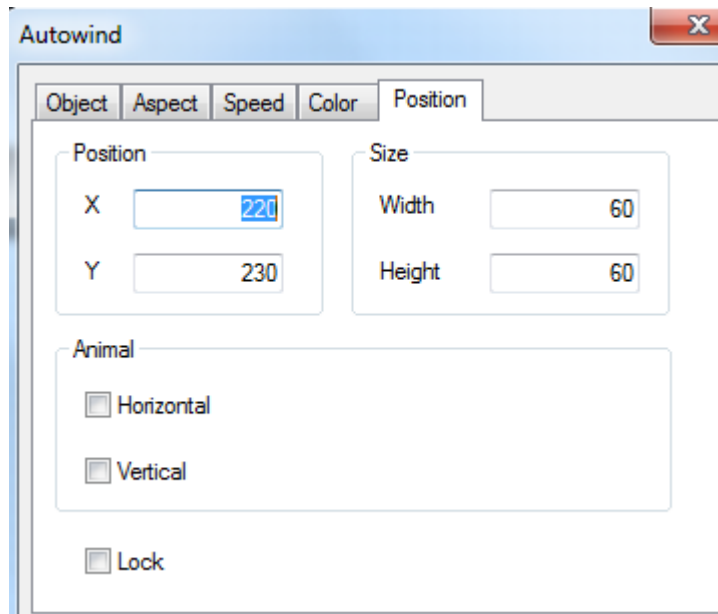 Autowind
Object Aspect Speed Color Position
Position
X 220
Y 230
Size
Width 60
Height 60
Animal
Horizontal
Vertical
Lock